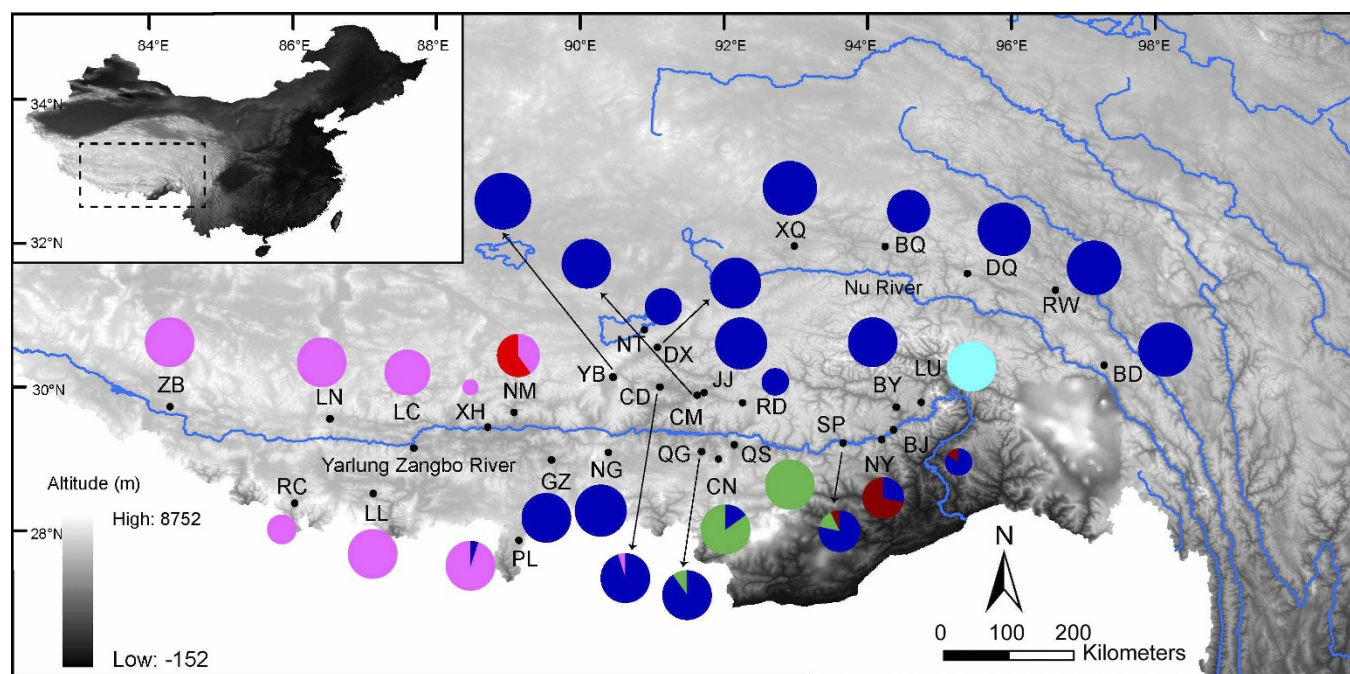 84°E
86°E
88°E
90°E
92°E
94°E
96°E
98°E
34°N
32°N
30°N
28°N
XQ
BQ
DQ
RW
Nu River
NT
DX
YB
CD
CM
JJ
RD
BY
LU
BD
ZB
LN
LC
XH
NM
SP
NY
BJ
QG
QS
CN
Yarlung Zangbo River
GZ
NG
RC
LL
PL
Altitude (m)
High: 8752
Low: -152
N
0 100 200
Kilometers